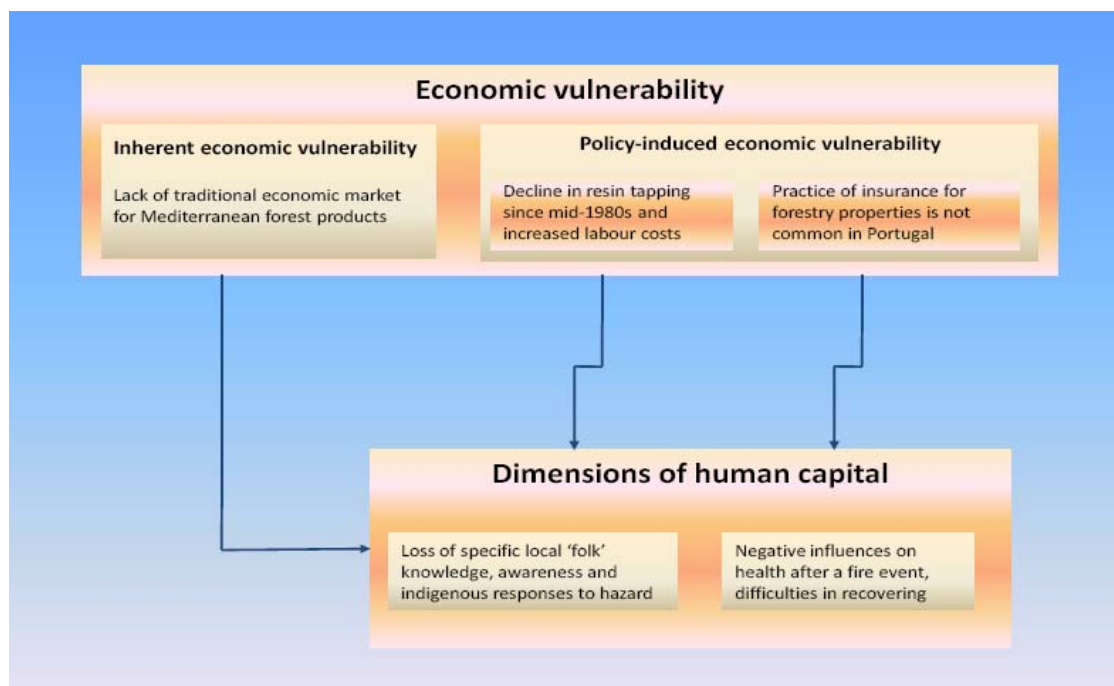 Economic vulnerability
Inherent economic vulnerability
Lack of traditional economic market
for Mediterranean forest products
Policy-induced economic vulnerability
Decline in resin tapping
since mid-1980s and
increased labour costs
Practice of insurance for
forestry properties is not
common in Portugal
Dimensions of human capital
Loss of specific local ‘folk’
knowledge, awareness and
indigenous responses to hazard
Negative influences on
health after a fire event,
difficulties in recovering